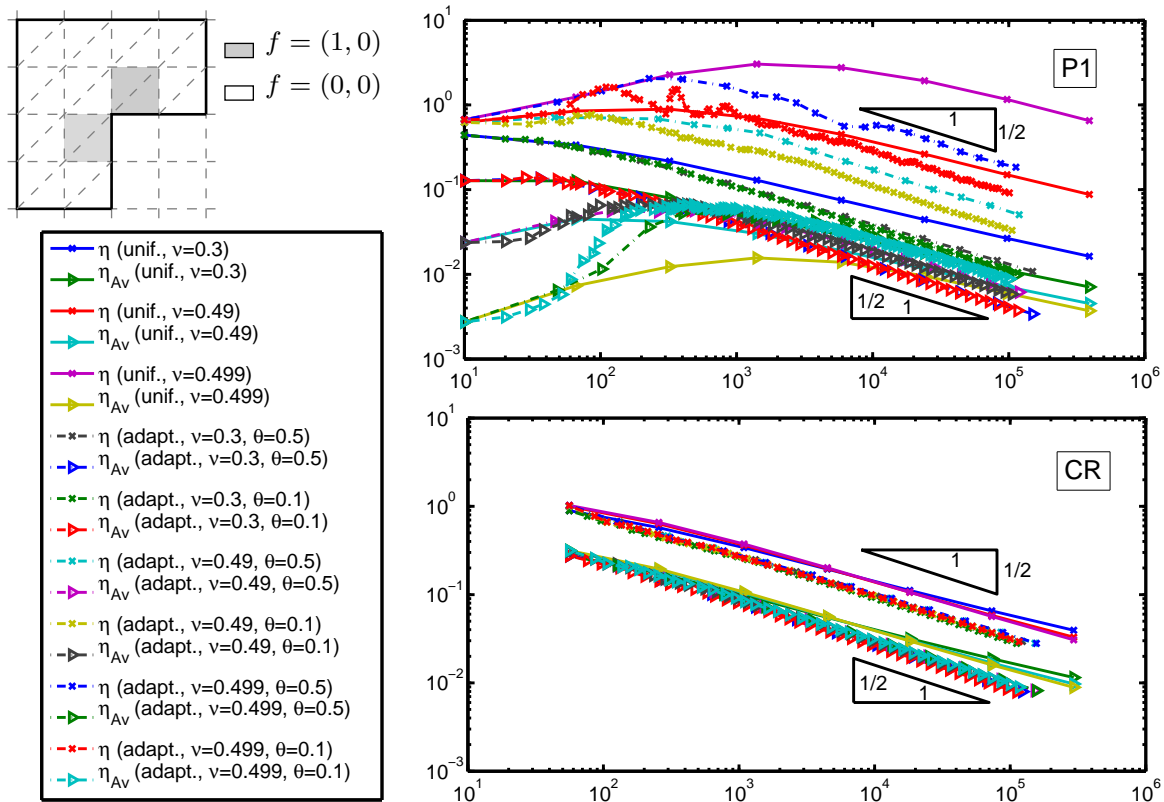 f = (1, 0)
f = (0, 0)
η (unif., ν=0.3)
η_Av (unif., ν=0.3)
η (unif., ν=0.49)
η_Av (unif., ν=0.49)
η (unif., ν=0.499)
η_Av (unif., ν=0.499)
η (adapt., ν=0.3, θ=0.5)
η_Av (adapt., ν=0.3, θ=0.5)
η (adapt., ν=0.3, θ=0.1)
η_Av (adapt., ν=0.3, θ=0.1)
η (adapt., ν=0.49, θ=0.5)
η_Av (adapt., ν=0.49, θ=0.5)
η (adapt., ν=0.49, θ=0.1)
η_Av (adapt., ν=0.49, θ=0.1)
η (adapt., ν=0.499, θ=0.5)
η_Av (adapt., ν=0.499, θ=0.5)
η (adapt., ν=0.499, θ=0.1)
η_Av (adapt., ν=0.499, θ=0.1)
P1
10^1
10^0
10^−1
10^−2
10^−3
1
1/2
1/2
1
10^1 10^2 10^3 10^4 10^5 10^6
CR
10^1
10^0
10^−1
10^−2
10^−3
1
1/2
1/2
1
10^1 10^2 10^3 10^4 10^5 10^6